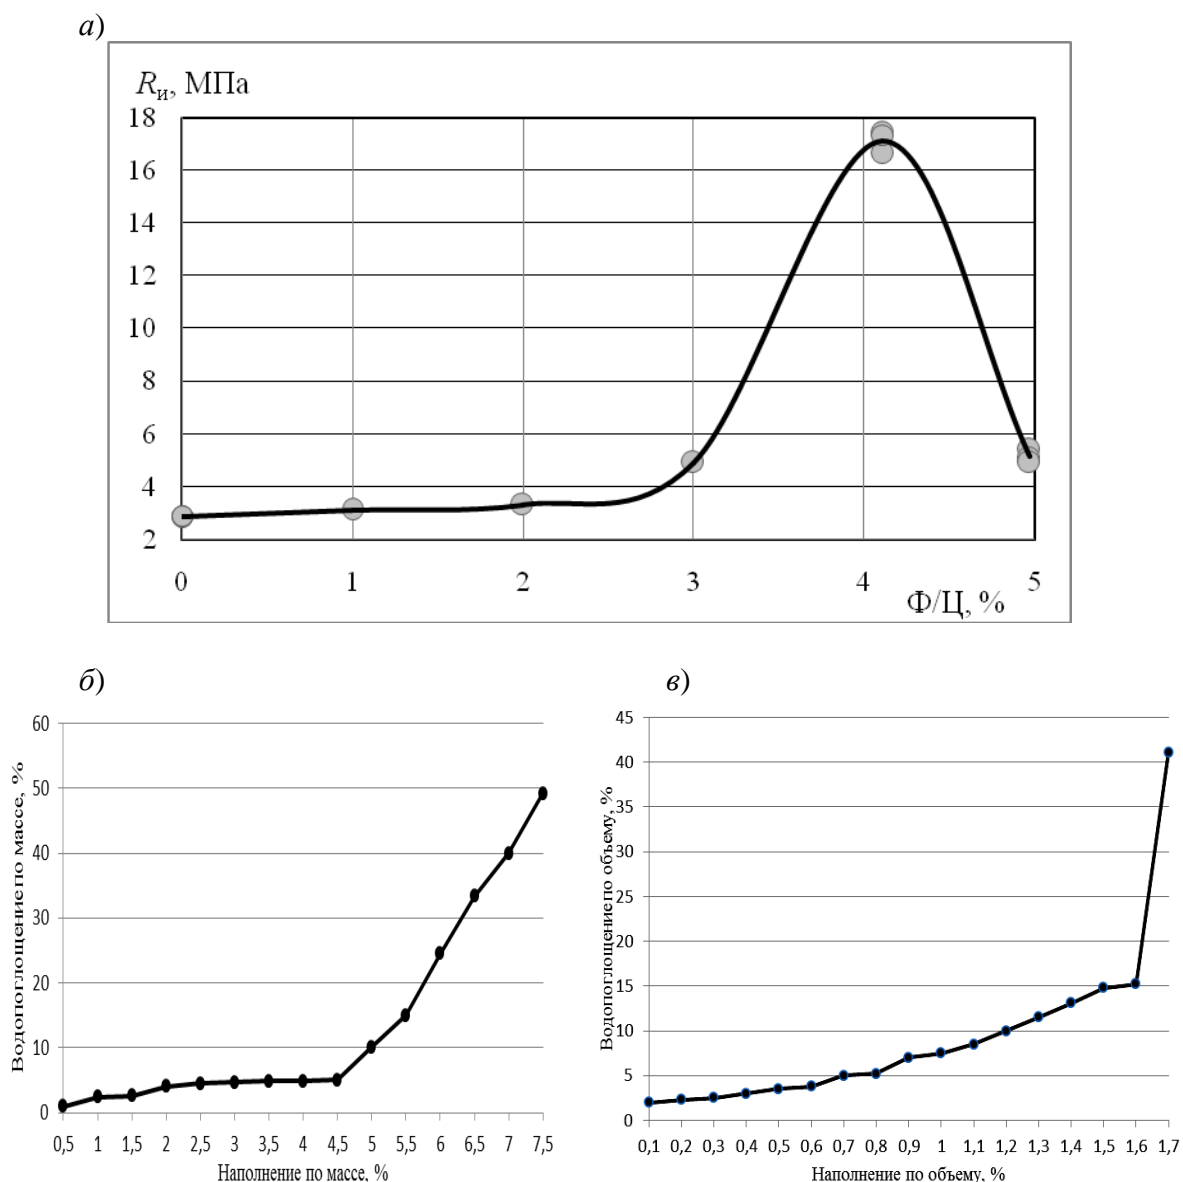 а)
Rи, МПа
18
16
14
12
10
8
6
4
2
0 1 2 3 4 5
Ф/Ц, %
б)
60
50
40
30
20
10
0
Водопоглощение по массе, %
0,5 1 1,5 2 2,5 3 3,5 4 4,5 5 5,5 6 6,5 7 7,5
Наполнение по массе, %
в)
45
40
35
30
25
20
15
10
5
0
Водопоглощение по объему, %
0,1 0,2 0,3 0,4 0,5 0,6 0,7 0,8 0,9 1 1,1 1,2 1,3 1,4 1,5 1,6 1,7
Наполнение по объему, %